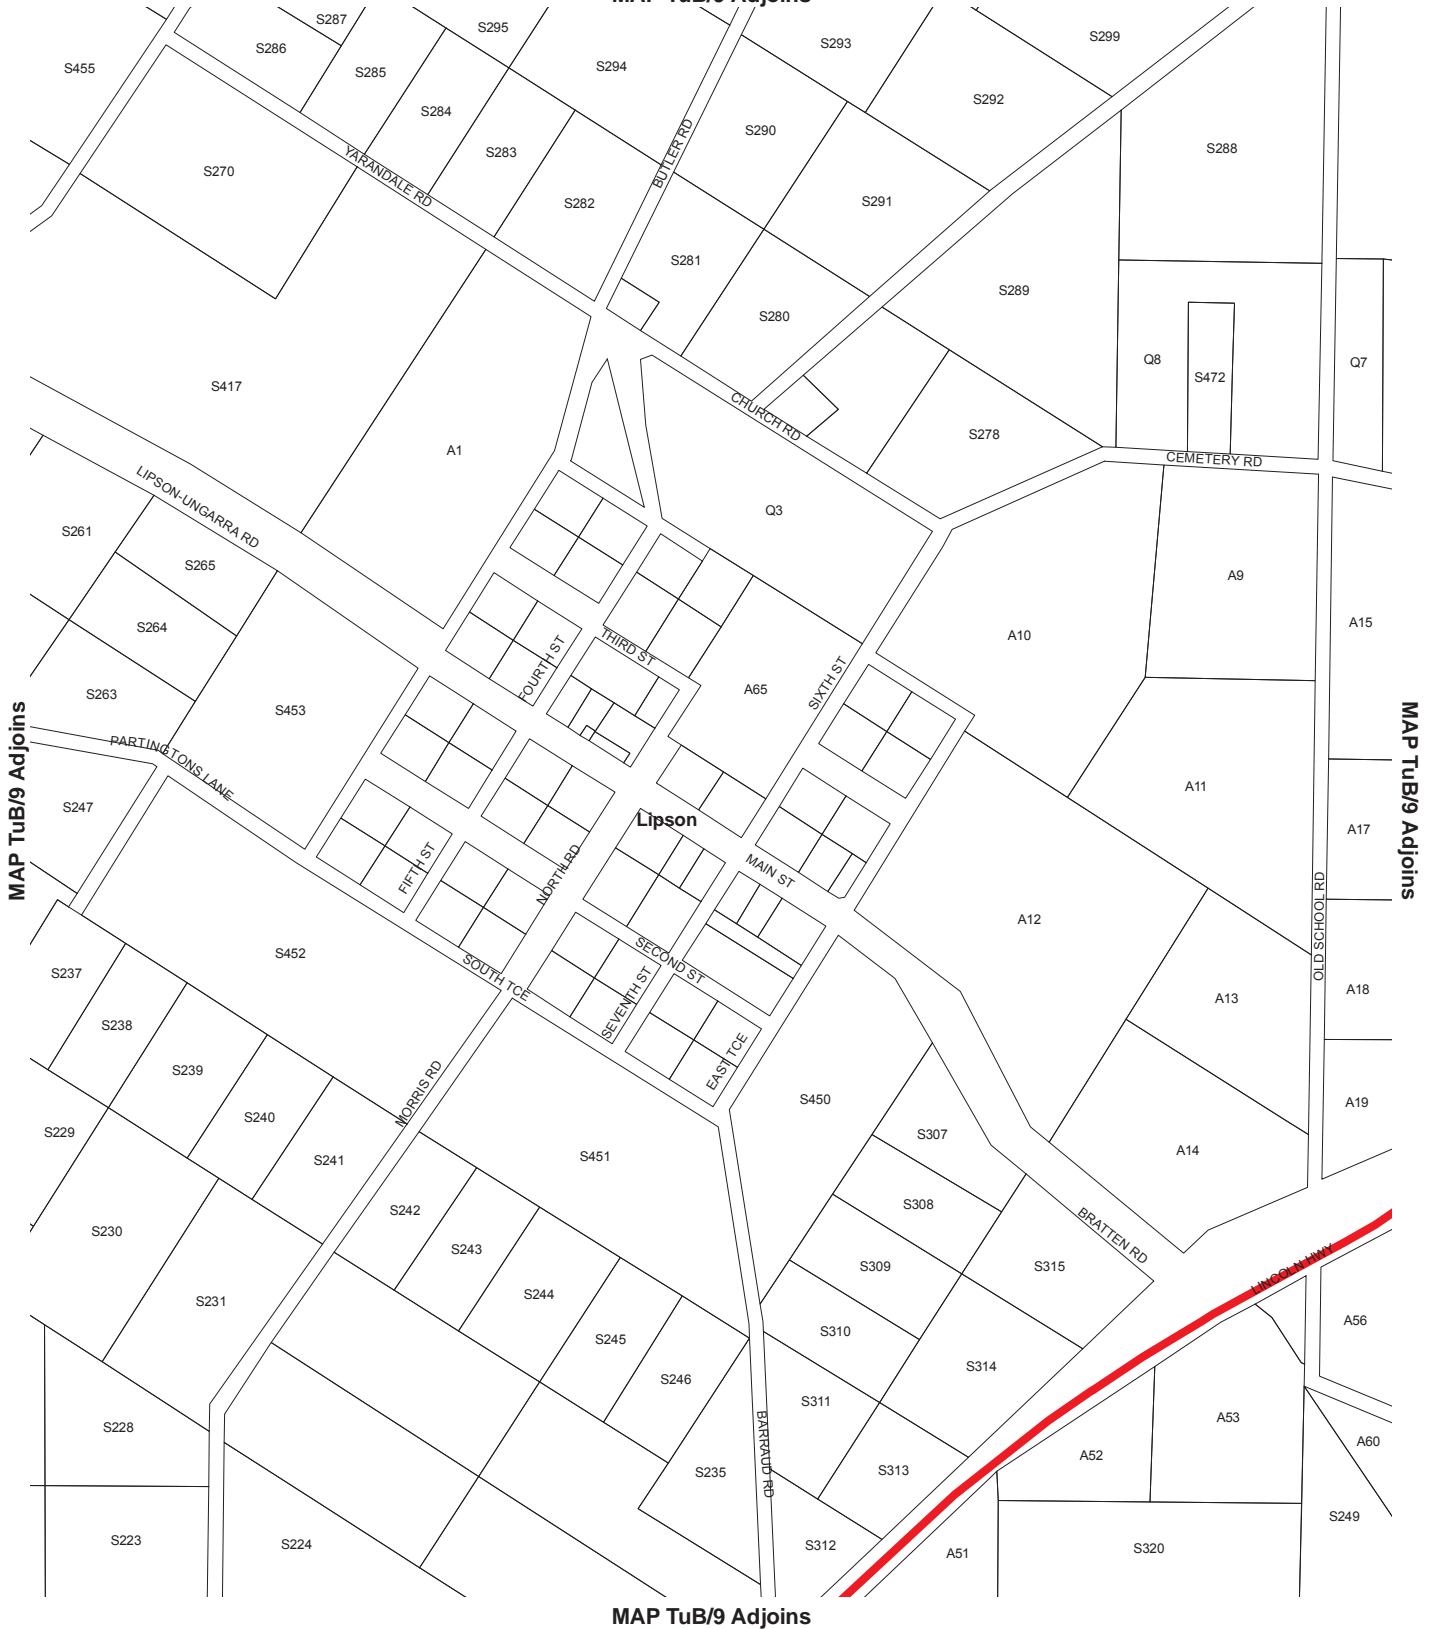 MAP TuB/9 Adjoins
S287
S295
S299
S293
S286
S294
S455
S285
S292
S284
S290
S288
S283
BUTLER RD
YARANDALE RD
S270
S291
S282
S281
S289
S280
Q8
S472
Q7
S417
CHURCH RD
S278
A1
CEMETERY RD
LIPSON-UNGARRA RD
Q3
S261
S265
A9
S264
A15
A10
THIRD ST
FOURTH ST
SIXTH ST
A65
S263
S453
MAP TuB/9 Adjoins
MAP TuB/9 Adjoins
PARTINGTONS LANE
A11
S247
Lipson
A17
FIFTH ST
NORTH RD
MAIN ST
A12
OLD SCHOOL RD
S452
SECOND ST
S237
SOUTH TCE
A18
A13
SEVENTH ST
S238
EAST TCE
S239
MORRIS RD
S450
A19
S240
S229
S307
A14
S451
S241
S308
S242
S230
BRATTEN RD
S243
S309
S315
LINCOLN HWY
S244
S231
A56
S310
S245
S314
S246
S311
A53
S228
BARRAUD RD
A60
A52
S235
S313
S249
S223
S224
S312
A51
S320
MAP TuB/9 Adjoins